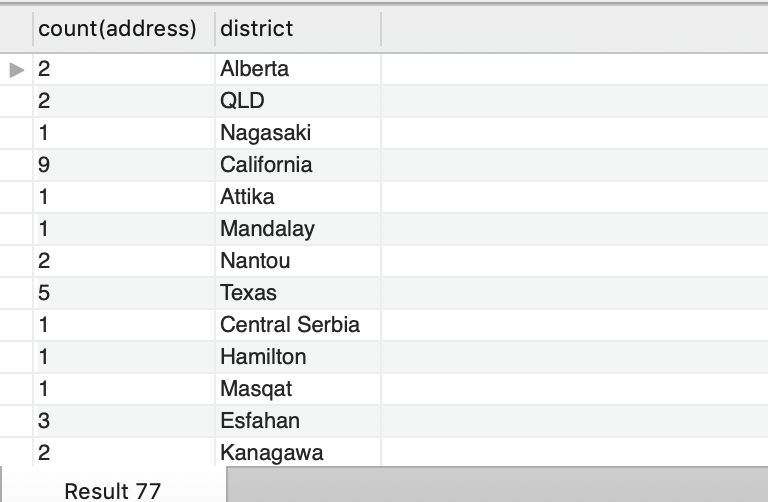 count(address) district
2 Alberta
2 QLD
1 Nagasaki
9 California
1 Attika
1 Mandalay
2 Nantou
5 Texas
1 Central Serbia
1 Hamilton
1 Masqat
3 Esfahan
2 Kanagawa
Result 77